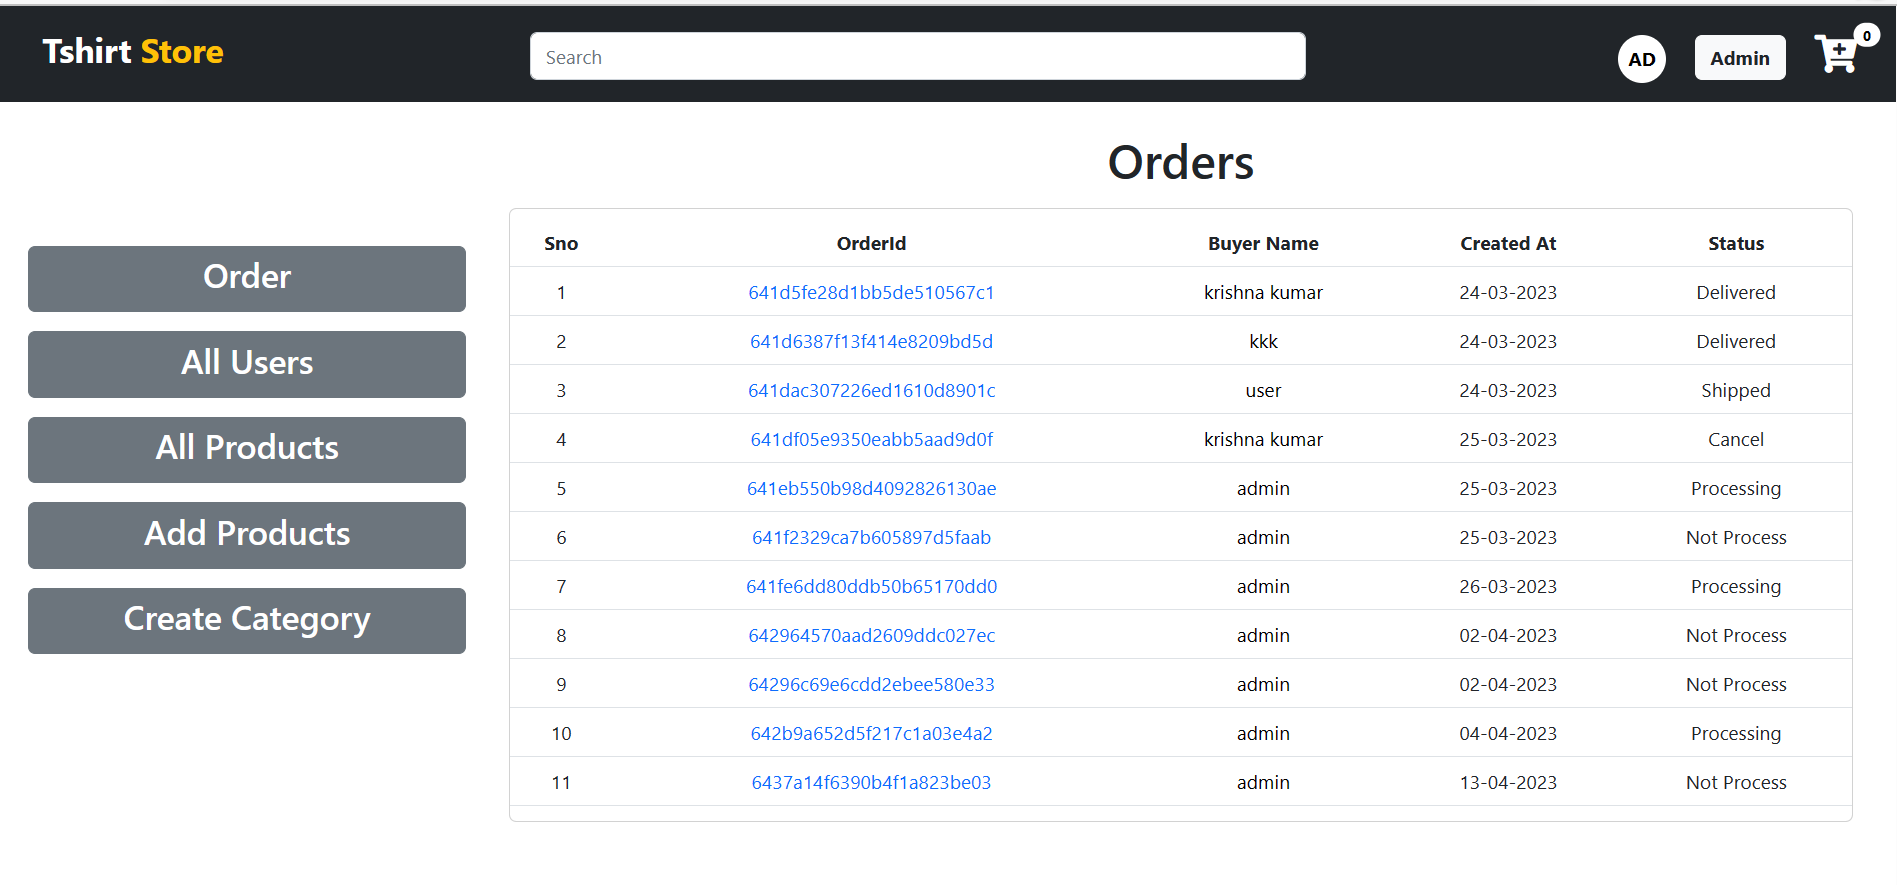 Tshirt Store
Search
AD
Admin
0
Orders
Order
All Users
All Products
Add Products
Create Category
Sno OrderId Buyer Name Created At Status
1 641d5fe28d1bb5de510567c1 krishna kumar 24-03-2023 Delivered
2 641d6387f13f414e8209bd5d kkk 24-03-2023 Delivered
3 641dac307226ed1610d8901c user 24-03-2023 Shipped
4 641df05e9350eabb5aad9d0f krishna kumar 25-03-2023 Cancel
5 641eb550b98d4092826130ae admin 25-03-2023 Processing
6 641f2329ca7b605897d5faab admin 25-03-2023 Not Process
7 641fe6dd80ddb50b65170dd0 admin 26-03-2023 Processing
8 642964570aad2609ddc027ec admin 02-04-2023 Not Process
9 64296c69e6cdd2ebee580e33 admin 02-04-2023 Not Process
10 642b9a652d5f217c1a03e4a2 admin 04-04-2023 Processing
11 6437a14f6390b4f1a823be03 admin 13-04-2023 Not Process